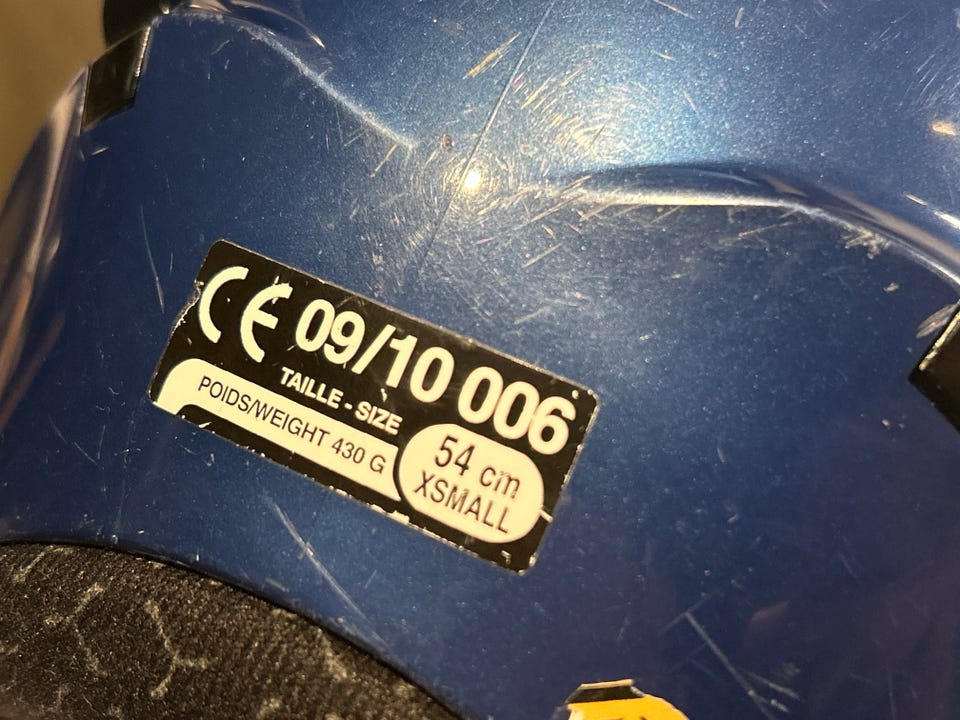 CE 09/10 006
TAILLE - SIZE
POIDS/WEIGHT 430 G
54 cm
XSMALL